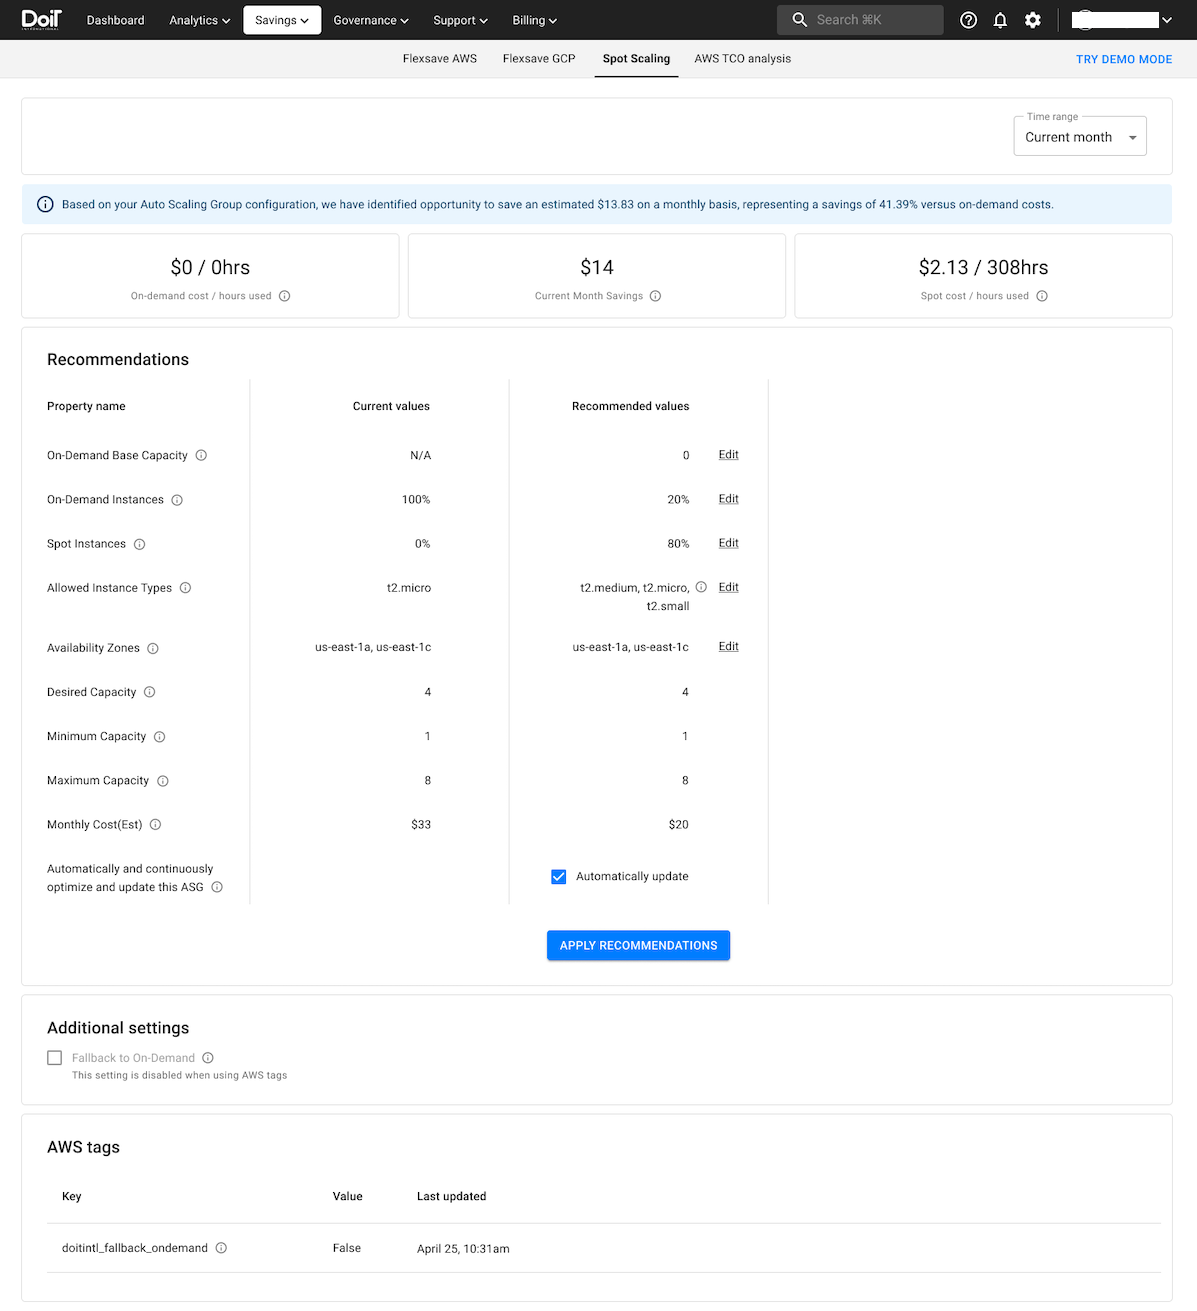 DoiT Dashboard Analytics Savings Governance Support Billing Search ⌘K
INTERNATIONAL
Flexsave AWS Flexsave GCP Spot Scaling AWS TCO analysis TRY DEMO MODE
Time range
Current month
Based on your Auto Scaling Group configuration, we have identified opportunity to save an estimated $13.83 on a monthly basis, representing a savings of 41.39% versus on-demand costs.
$0 / 0hrs $14 $2.13 / 308hrs
On-demand cost / hours used Current Month Savings Spot cost / hours used
Recommendations
Property name Current values Recommended values
On-Demand Base Capacity N/A 0 Edit
On-Demand Instances 100% 20% Edit
Spot Instances 0% 80% Edit
Allowed Instance Types t2.micro t2.medium, t2.micro, Edit
t2.small
Availability Zones us-east-1a, us-east-1c us-east-1a, us-east-1c Edit
Desired Capacity 4 4
Minimum Capacity 1 1
Maximum Capacity 8 8
Monthly Cost(Est) $33 $20
Automatically and continuously
optimize and update this ASG Automatically update
APPLY RECOMMENDATIONS
Additional settings
Fallback to On-Demand
This setting is disabled when using AWS tags
AWS tags
Key Value Last updated
doitintl_fallback_ondemand False April 25, 10:31am